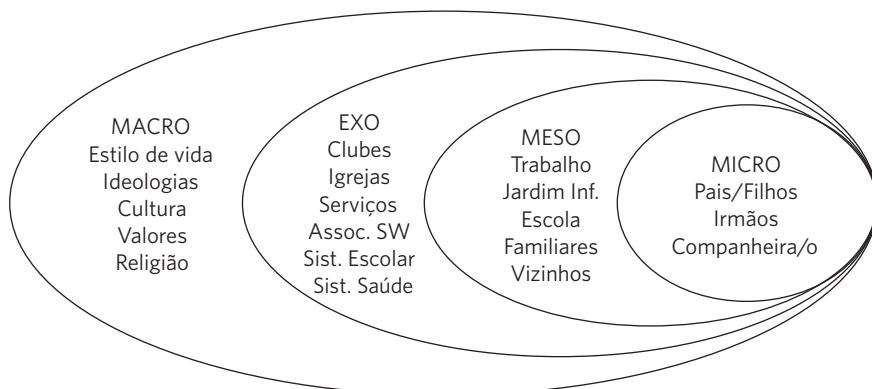 MACRO
Estilo de vida
Ideologias
Cultura
Valores
Religião
EXO
Clubes
Igrejas
Serviços
Assoc. SW
Sist. Escolar
Sist. Saúde
MESO
Trabalho
Jardim Inf.
Escola
Familiares
Vizinhos
MICRO
Pais/Filhos
Irmãos
Companheira/o